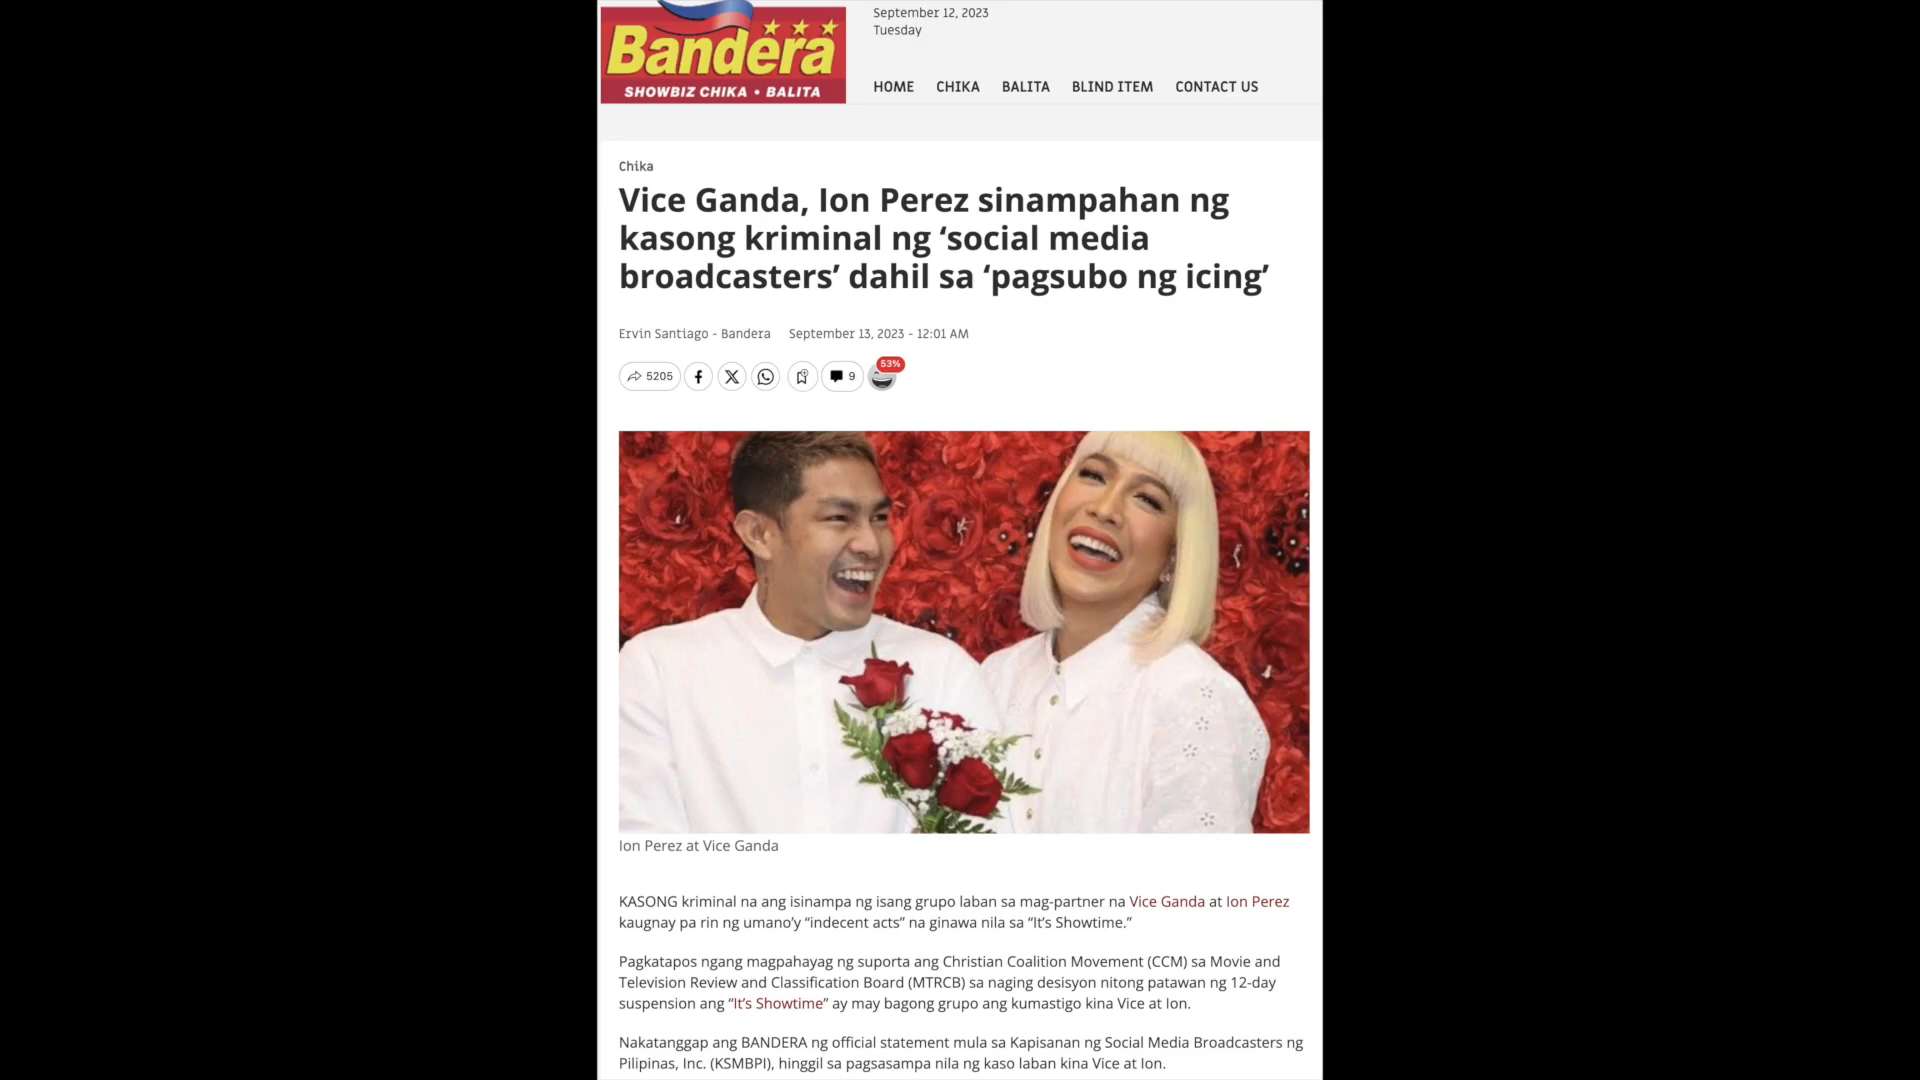 Bandera
SHOWBIZ CHIKA • BALITA
September 12, 2023
Tuesday
HOME CHIKA BALITA BLIND ITEM CONTACT US
Chika
Vice Ganda, Ion Perez sinampahan ng
kasong kriminal ng ‘social media
broadcasters’ dahil sa ‘pagsubo ng icing’
Ervin Santiago - Bandera September 13, 2023 - 12:01 AM
5205 9 53%
Ion Perez at Vice Ganda
KASONG kriminal na ang isinampa ng isang grupo laban sa mag-partner na Vice Ganda at Ion Perez
kaugnay pa rin ng umano’y “indecent acts” na ginawa nila sa “It’s Showtime.”
Pagkatapos ngang magpahayag ng suporta ang Christian Coalition Movement (CCM) sa Movie and
Television Review and Classification Board (MTRCB) sa naging desisyon nitong patawan ng 12-day
suspension ang “It’s Showtime” ay may bagong grupo ang kumastigo kina Vice at Ion.
Nakatanggap ang BANDERA ng official statement mula sa Kapisanan ng Social Media Broadcasters ng
Pilipinas, Inc. (KSMBPI), hinggil sa pagsasampa nila ng kaso laban kina Vice at Ion.